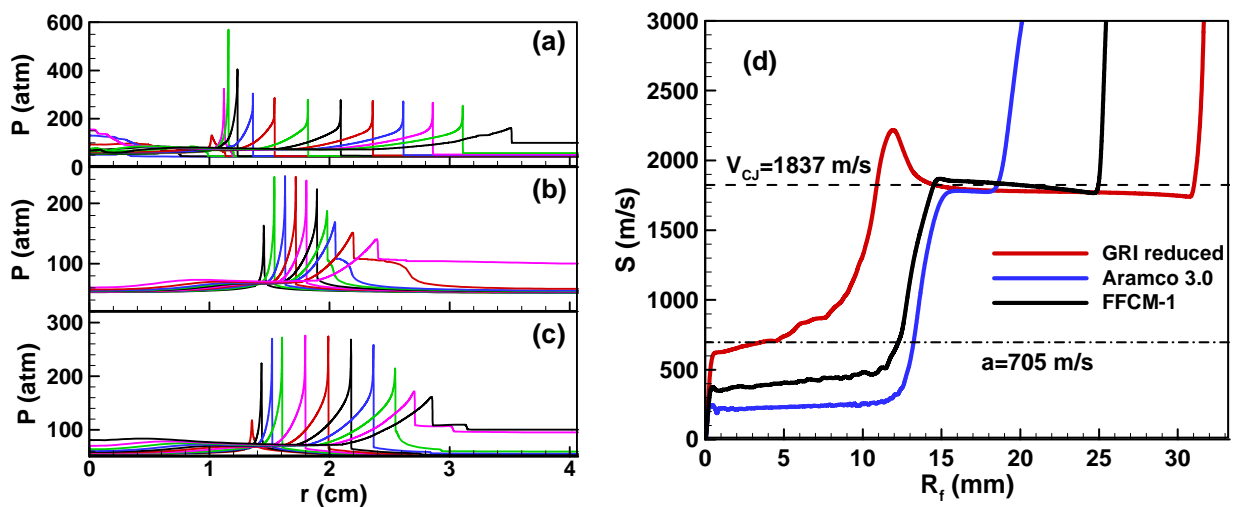 (a)
P (atm)
600
400
200
0
(b)
P (atm)
200
100
(c)
P (atm)
300
200
100
0 1 2 3 4
r (cm)
(d)
S (m/s)
3000
2500
2000
1500
1000
500
0
V_CJ=1837 m/s
GRI reduced
Aramco 3.0
FFCM-1
a=705 m/s
0 5 10 15 20 25 30
R_f (mm)